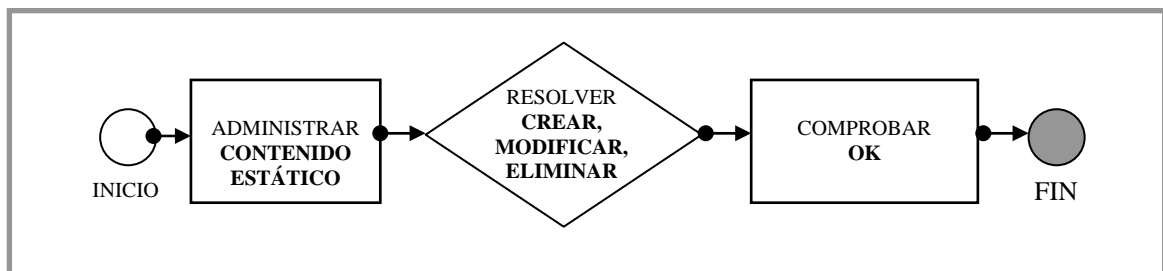 INICIO
ADMINISTRAR
CONTENIDO
ESTÁTICO
RESOLVER
CREAR,
MODIFICAR,
ELIMINAR
COMPROBAR
OK
FIN